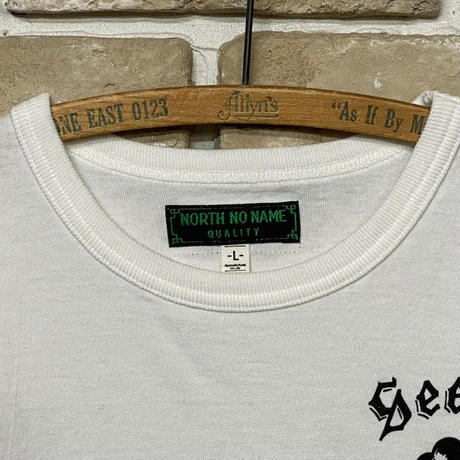 NE EAST 0123 Allyn's "As If By M
NORTH NO NAME
QUALITY
-L-
See